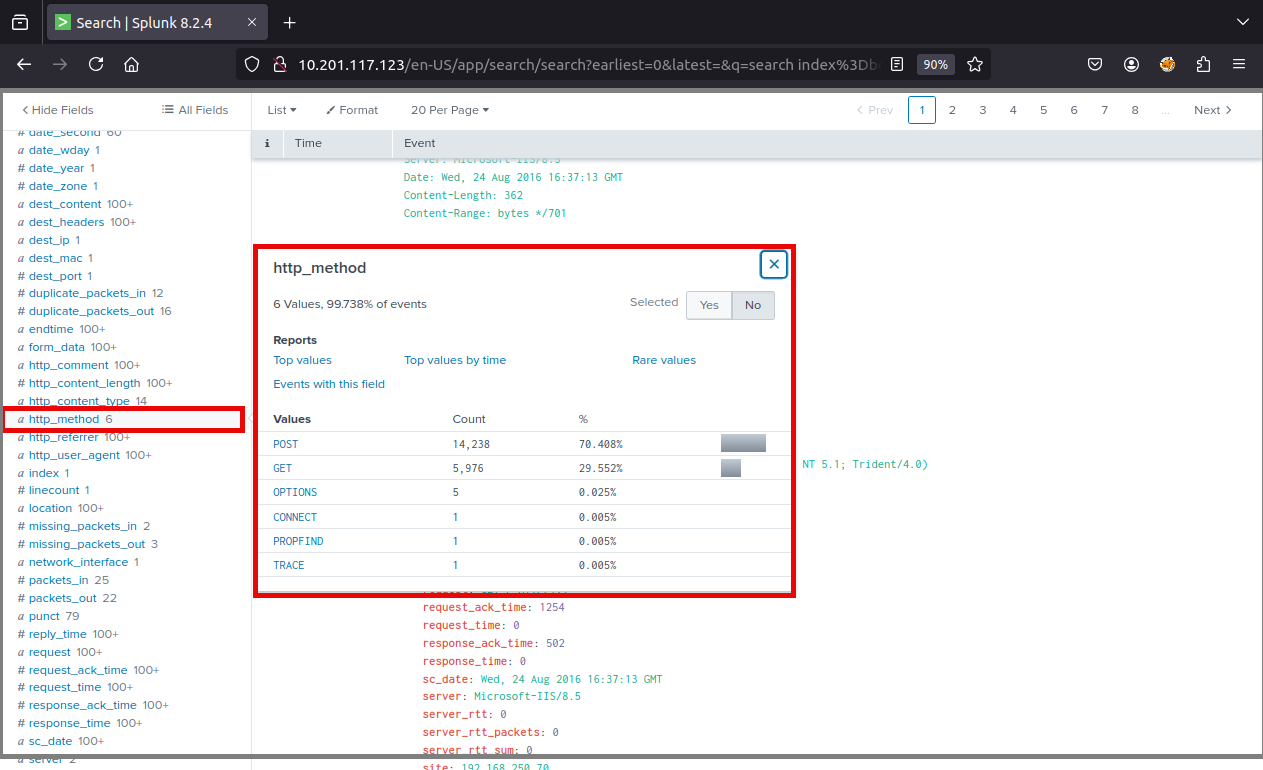 Search | Splunk 8.2.4
10.201.117.123/en-US/app/search/search?earliest=0&latest=&q=search index%3Db
90%
Hide Fields
All Fields
List
Format
20 Per Page
Prev
1
2
3
4
5
6
7
8
...
Next
# date_second 60
a date_wday 1
# date_year 1
# date_zone 1
a dest_content 100+
a dest_headers 100+
a dest_ip 1
a dest_mac 1
# dest_port 1
# duplicate_packets_in 12
# duplicate_packets_out 16
a endtime 100+
a form_data 100+
a http_comment 100+
# http_content_length 100+
a http_content_type 14
a http_method 6
a http_referrer 100+
a http_user_agent 100+
a index 1
# linecount 1
a location 100+
# missing_packets_in 2
# missing_packets_out 3
a network_interface 1
# packets_in 25
# packets_out 22
a punct 79
# reply_time 100+
a request 100+
# request_ack_time 100+
# request_time 100+
# response_ack_time 100+
# response_time 100+
a sc_date 100+
a server 2
i
Time
Event
Server: Microsoft-IIS/8.5
Date: Wed, 24 Aug 2016 16:37:13 GMT
Content-Length: 362
Content-Range: bytes */701
http_method
6 Values, 99.738% of events
Selected
Yes
No
Reports
Top values
Top values by time
Rare values
Events with this field
Values Count %
POST 14,238 70.408%
GET 5,976 29.552%
OPTIONS 5 0.025%
CONNECT 1 0.005%
PROPFIND 1 0.005%
TRACE 1 0.005%
NT 5.1; Trident/4.0)
request_ack_time: 1254
request_time: 0
response_ack_time: 502
response_time: 0
sc_date: Wed, 24 Aug 2016 16:37:13 GMT
server: Microsoft-IIS/8.5
server_rtt: 0
server_rtt_packets: 0
server_rtt_sum: 0
site: 192.168.250.70